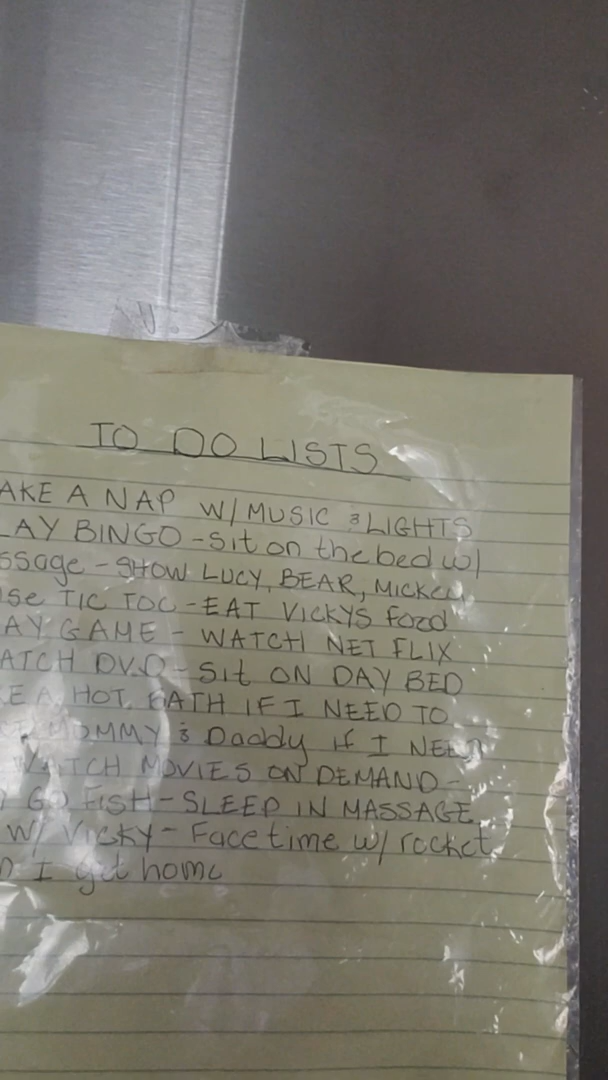 TO DO LISTS
AKE A NAP W/ MUSIC & LIGHTS
LAY BINGO - Sit on the bed w/
ssage - SHOW LUCY, BEAR, Mickey
se TIC TOC - EAT VICKYS food
AY GAME - WATCH NET FLIX
ATCH DVD - Sit ON DAY BED
E A HOT BATH IF I NEED TO
MOMMY & Daddy if I NEED
WATCH MOVIES ON DEMAND -
GO FISH - SLEEP IN MASSAGE
W/ VICKY - Facetime w/ rocket
n I get home